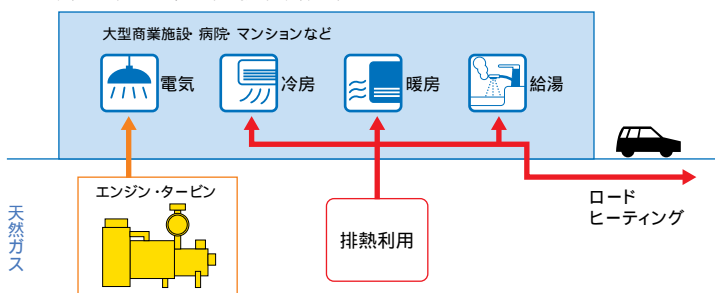 大型商業施設・病院・マンションなど
電気
冷房
暖房
給湯
エンジン・タービン
天然ガス
排熱利用
ロード
ヒーティング